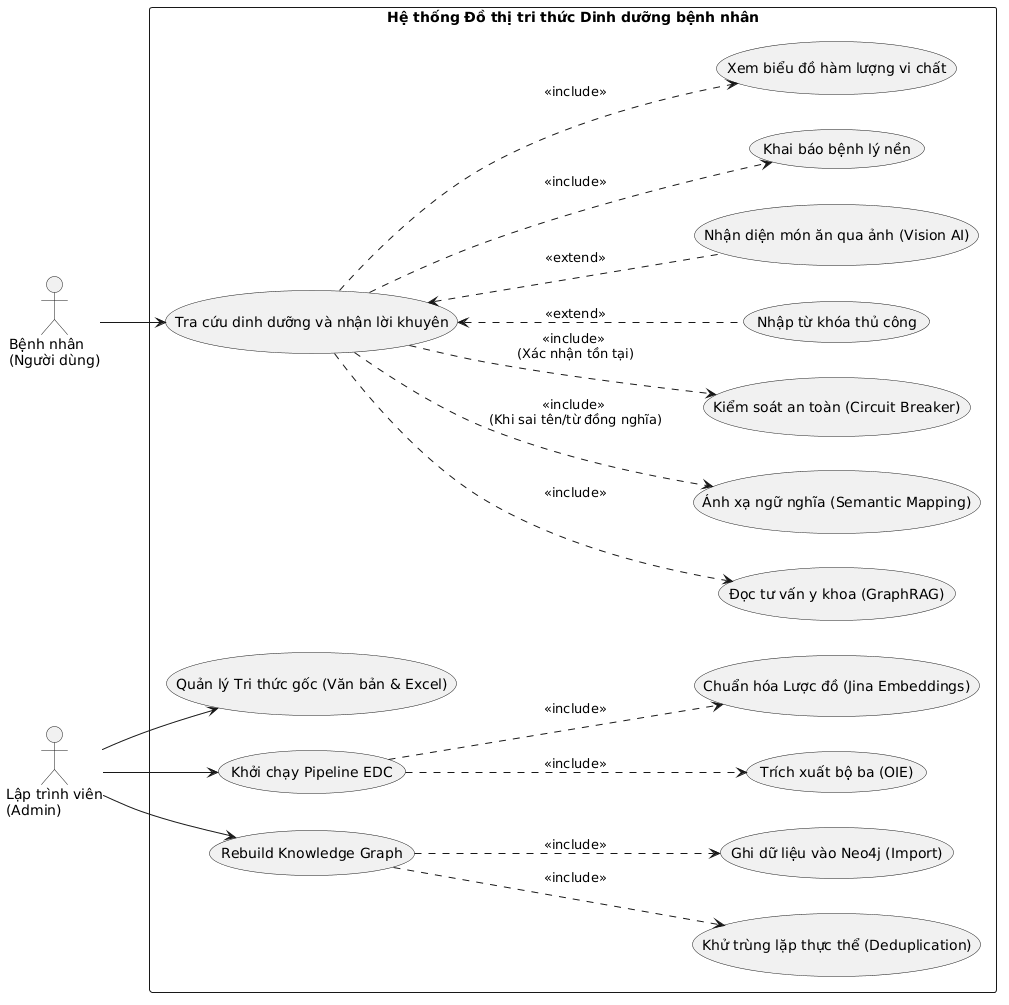 Hệ thống Đồ thị tri thức Dinh dưỡng bệnh nhân
Xem biểu đồ hàm lượng vi chất
«include»
Khai báo bệnh lý nền
«include»
Nhận diện món ăn qua ảnh (Vision AI)
«extend»
Bệnh nhân
(Người dùng)
Tra cứu dinh dưỡng và nhận lời khuyên
«extend»
Nhập từ khóa thủ công
«include»
(Xác nhận tồn tại)
Kiểm soát an toàn (Circuit Breaker)
«include»
(Khi sai tên/từ đồng nghĩa)
Ánh xạ ngữ nghĩa (Semantic Mapping)
«include»
Đọc tư vấn y khoa (GraphRAG)
Quản lý Tri thức gốc (Văn bản & Excel)
Chuẩn hóa Lược đồ (Jina Embeddings)
«include»
Lập trình viên
(Admin)
Khởi chạy Pipeline EDC
«include»
Trích xuất bộ ba (OIE)
Rebuild Knowledge Graph
«include»
Ghi dữ liệu vào Neo4j (Import)
«include»
Khử trùng lặp thực thể (Deduplication)